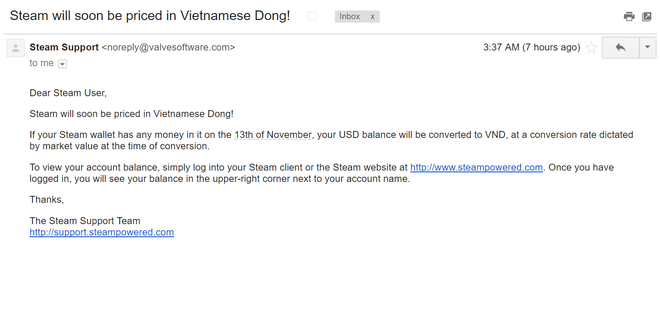 Steam will soon be priced in Vietnamese Dong!
Inbox x
Steam Support <noreply@valvesoftware.com>
3:37 AM (7 hours ago)
to me
Dear Steam User,
Steam will soon be priced in Vietnamese Dong!
If your Steam wallet has any money in it on the 13th of November, your USD balance will be converted to VND, at a conversion rate dictated
by market value at the time of conversion.
To view your account balance, simply log into your Steam client or the Steam website at http://www.steampowered.com. Once you have
logged in, you will see your balance in the upper-right corner next to your account name.
Thanks,
The Steam Support Team
http://support.steampowered.com